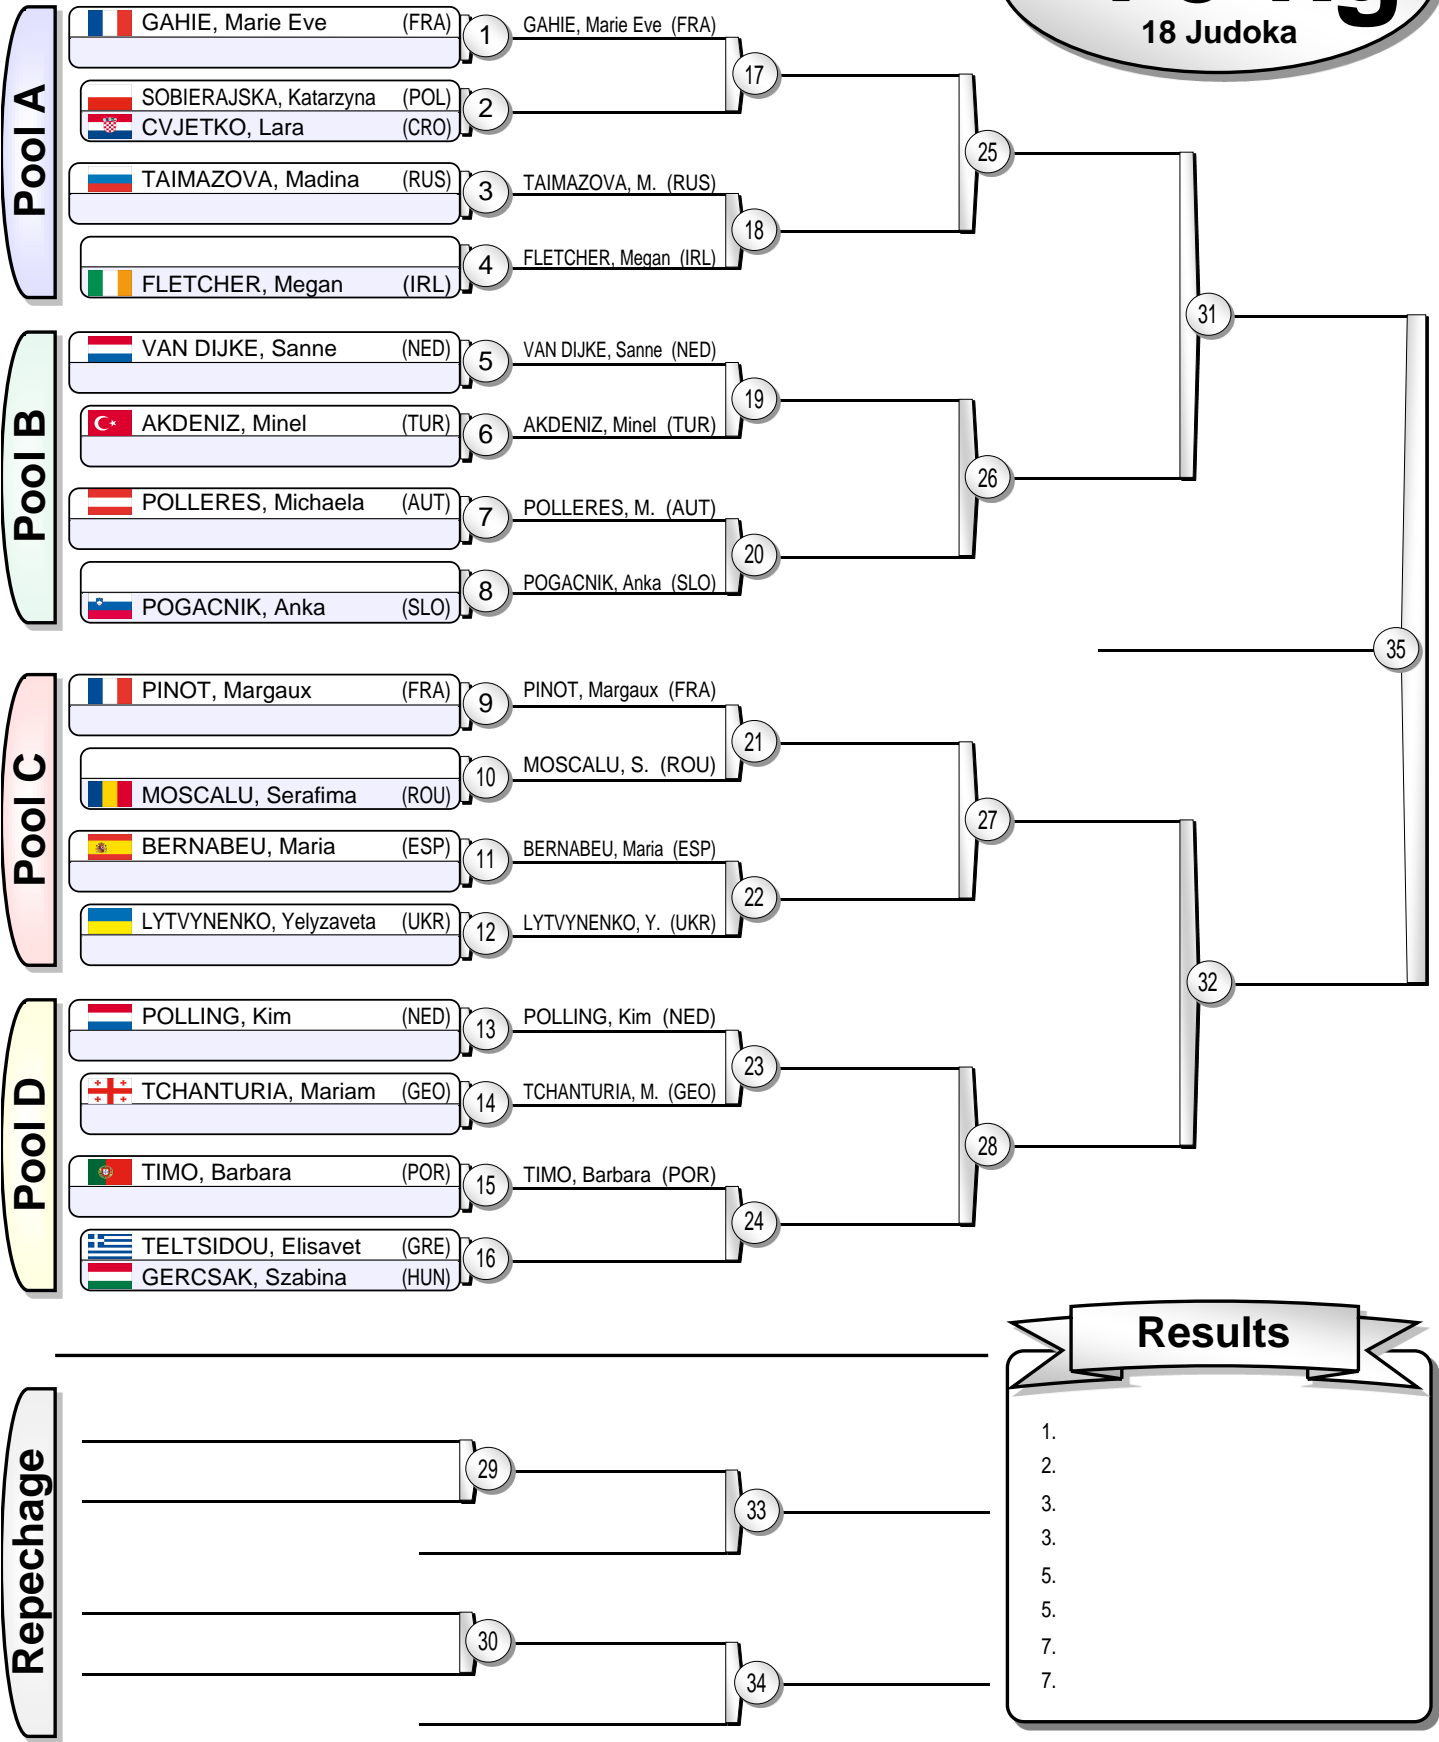 18 Judoka
Pool A
GAHIE, Marie Eve (FRA)
1
GAHIE, Marie Eve (FRA)
17
SOBIERAJSKA, Katarzyna (POL)
CVJETKO, Lara (CRO)
2
25
TAIMAZOVA, Madina (RUS)
3
TAIMAZOVA, M. (RUS)
18
FLETCHER, Megan (IRL)
4
FLETCHER, Megan (IRL)
31
Pool B
VAN DIJKE, Sanne (NED)
5
VAN DIJKE, Sanne (NED)
19
AKDENIZ, Minel (TUR)
6
AKDENIZ, Minel (TUR)
26
POLLERES, Michaela (AUT)
7
POLLERES, M. (AUT)
20
POGACNIK, Anka (SLO)
8
POGACNIK, Anka (SLO)
35
Pool C
PINOT, Margaux (FRA)
9
PINOT, Margaux (FRA)
21
MOSCALU, Serafima (ROU)
10
MOSCALU, S. (ROU)
27
BERNABEU, Maria (ESP)
11
BERNABEU, Maria (ESP)
22
LYTVYNENKO, Yelyzaveta (UKR)
12
LYTVYNENKO, Y. (UKR)
32
Pool D
POLLING, Kim (NED)
13
POLLING, Kim (NED)
23
TCHANTURIA, Mariam (GEO)
14
TCHANTURIA, M. (GEO)
28
TIMO, Barbara (POR)
15
TIMO, Barbara (POR)
24
TELTSIDOU, Elisavet (GRE)
GERCSAK, Szabina (HUN)
16
Results
1.
2.
3.
3.
5.
5.
7.
7.
Repechage
29
33
30
34